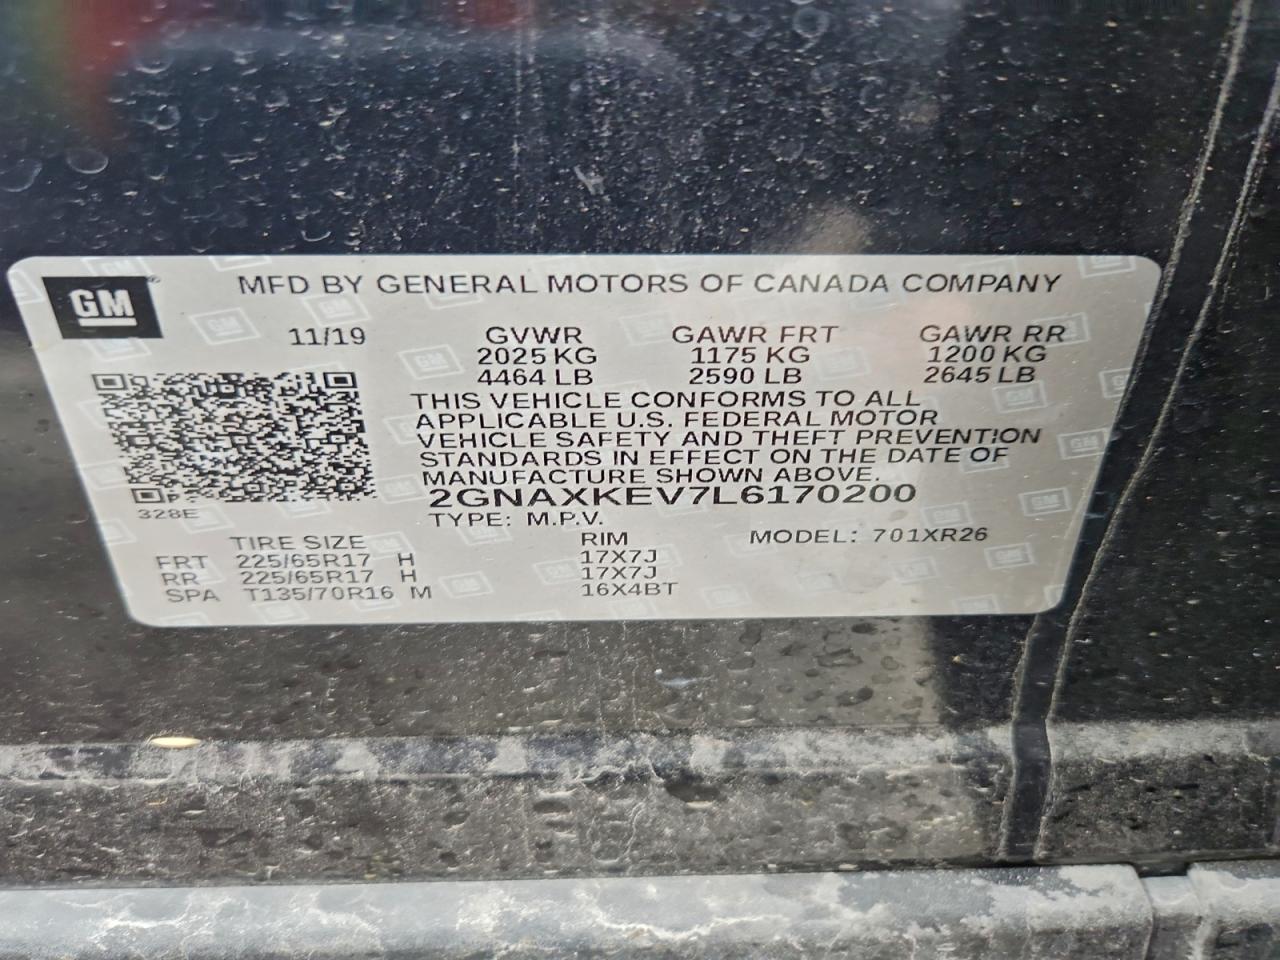 GM
MFD BY GENERAL MOTORS OF CANADA COMPANY
11/19 GVWR GAWR FRT GAWR RR
2025 KG 1175 KG 1200 KG
4464 LB 2590 LB 2645 LB
THIS VEHICLE CONFORMS TO ALL
APPLICABLE U.S. FEDERAL MOTOR
VEHICLE SAFETY AND THEFT PREVENTION
STANDARDS IN EFFECT ON THE DATE OF
MANUFACTURE SHOWN ABOVE.
2GNAXKEV7L6170200
328E
TYPE: M.P.V.
TIRE SIZE RIM MODEL: 701XR26
FRT 225/65R17 H 17X7J
RR 225/65R17 H 17X7J
SPA T135/70R16 M 16X4BT